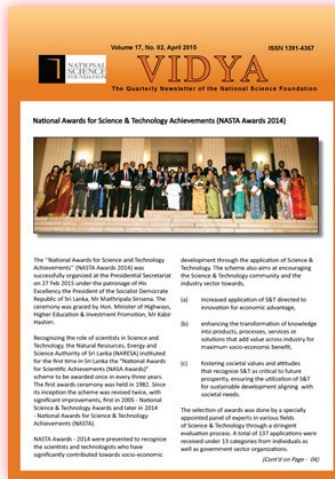 Volume 17, No. 02, April 2015
ISSN 1391-4367
NATIONAL
SCIENCE
FOUNDATION
VIDYA
The Quarterly Newsletter of the National Science Foundation
National Awards for Science & Technology Achievements (NASTA Awards 2014)
The "National Awards for Science and Technology
Achievements" (NASTA Awards 2014) was
successfully organized at the Presidential Secretariat
on 27 Feb 2015 under the patronage of His
Excellency the President of the Socialist Democratic
Republic of Sri Lanka, Mr Maithripala Sirisena. The
ceremony was graced by Hon. Minister of Highways,
Higher Education & Investment Promotion, Mr Kabir
Hashim.
Recognizing the role of scientists in Science and
Technology, the Natural Resources, Energy and
Science Authority of Sri Lanka (NARESA) instituted
for the first time in Sri Lanka the "National Awards
for Scientific Achievements (NASA Awards)"
scheme to be awarded once in every three years.
The first awards ceremony was held in 1982. Since
its inception the scheme was revised twice, with
significant improvements, first in 2005 - National
Science & Technology Awards and later in 2014
- National Awards for Science & Technology
Achievements (NASTA).
NASTA Awards - 2014 were presented to recognize
the scientists and technologists who have
significantly contributed towards socio-economic
development through the application of Science &
Technology. The scheme also aims at encouraging
the Science & Technology community and the
industry sector towards,
(a) increased application of S&T directed to
innovation for economic advantage,
(b) enhancing the transformation of knowledge
into products, processes, services or
solutions that add value across industry for
maximum socio-economic benefit,
(c) fostering societal values and attitudes
that recognize S&T as critical to future
prosperity, ensuring the utilization of S&T
for sustainable development aligning with
societal needs.
The selection of awards was done by a specially
appointed panel of experts in various fields
of Science & Technology through a stringent
evaluation process. A total of 137 applications were
received under 13 categories from individuals as
well as government sector organizations.
(Cont'd on Page - 04)